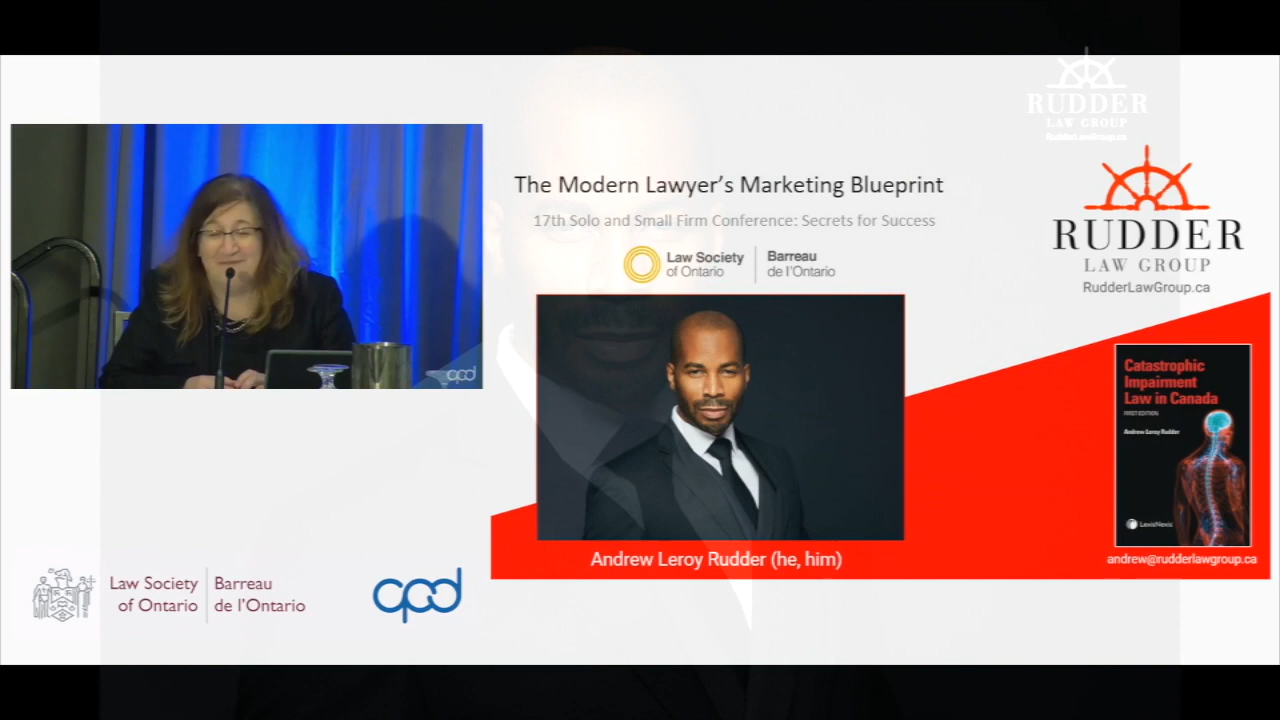 RUDDER
LAW GROUP
RudderLawGroup.ca
The Modern Lawyer's Marketing Blueprint
17th Solo and Small Firm Conference: Secrets for Success
Law Society
of Ontario
Barreau
de l'Ontario
RUDDER
LAW GROUP
RudderLawGroup.ca
Catastrophic
Impairment
Law in Canada
FIRST EDITION
Andrew Leroy Rudder
LexisNexis
cpd
Andrew Leroy Rudder (he, him)
andrew@rudderlawgroup.ca
Law Society
of Ontario
Barreau
de l'Ontario
cpd